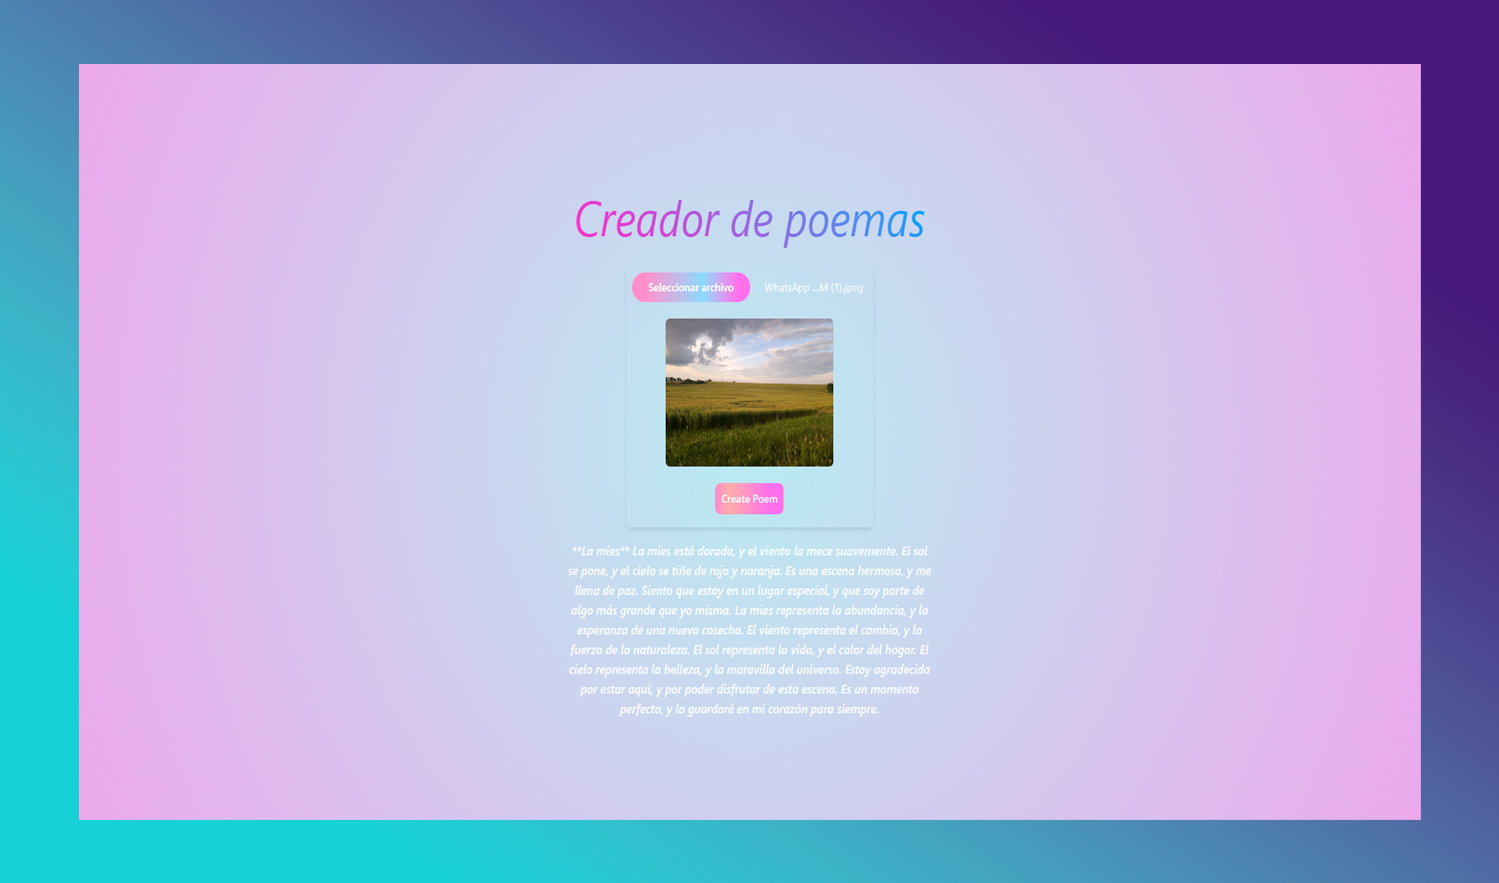 Creador de poemas
Seleccionar archivo WhatsApp ...M (1).jpeg
Create Poem
**La mies** La mies está dorada, y el viento la mece suavemente. El sol
se pone, y el cielo se tiñe de rojo y naranja. Es una escena hermosa, y me
llena de paz. Siento que estoy en un lugar especial, y que soy parte de
algo más grande que yo misma. La mies representa la abundancia, y la
esperanza de una nueva cosecha. El viento representa el cambio, y la
fuerza de la naturaleza. El sol representa la vida, y el calor del hogar. El
cielo representa la belleza, y la maravilla del universo. Estoy agradecida
por estar aquí, y por poder disfrutar de esta escena. Es un momento
perfecto, y lo guardaré en mi corazón para siempre.